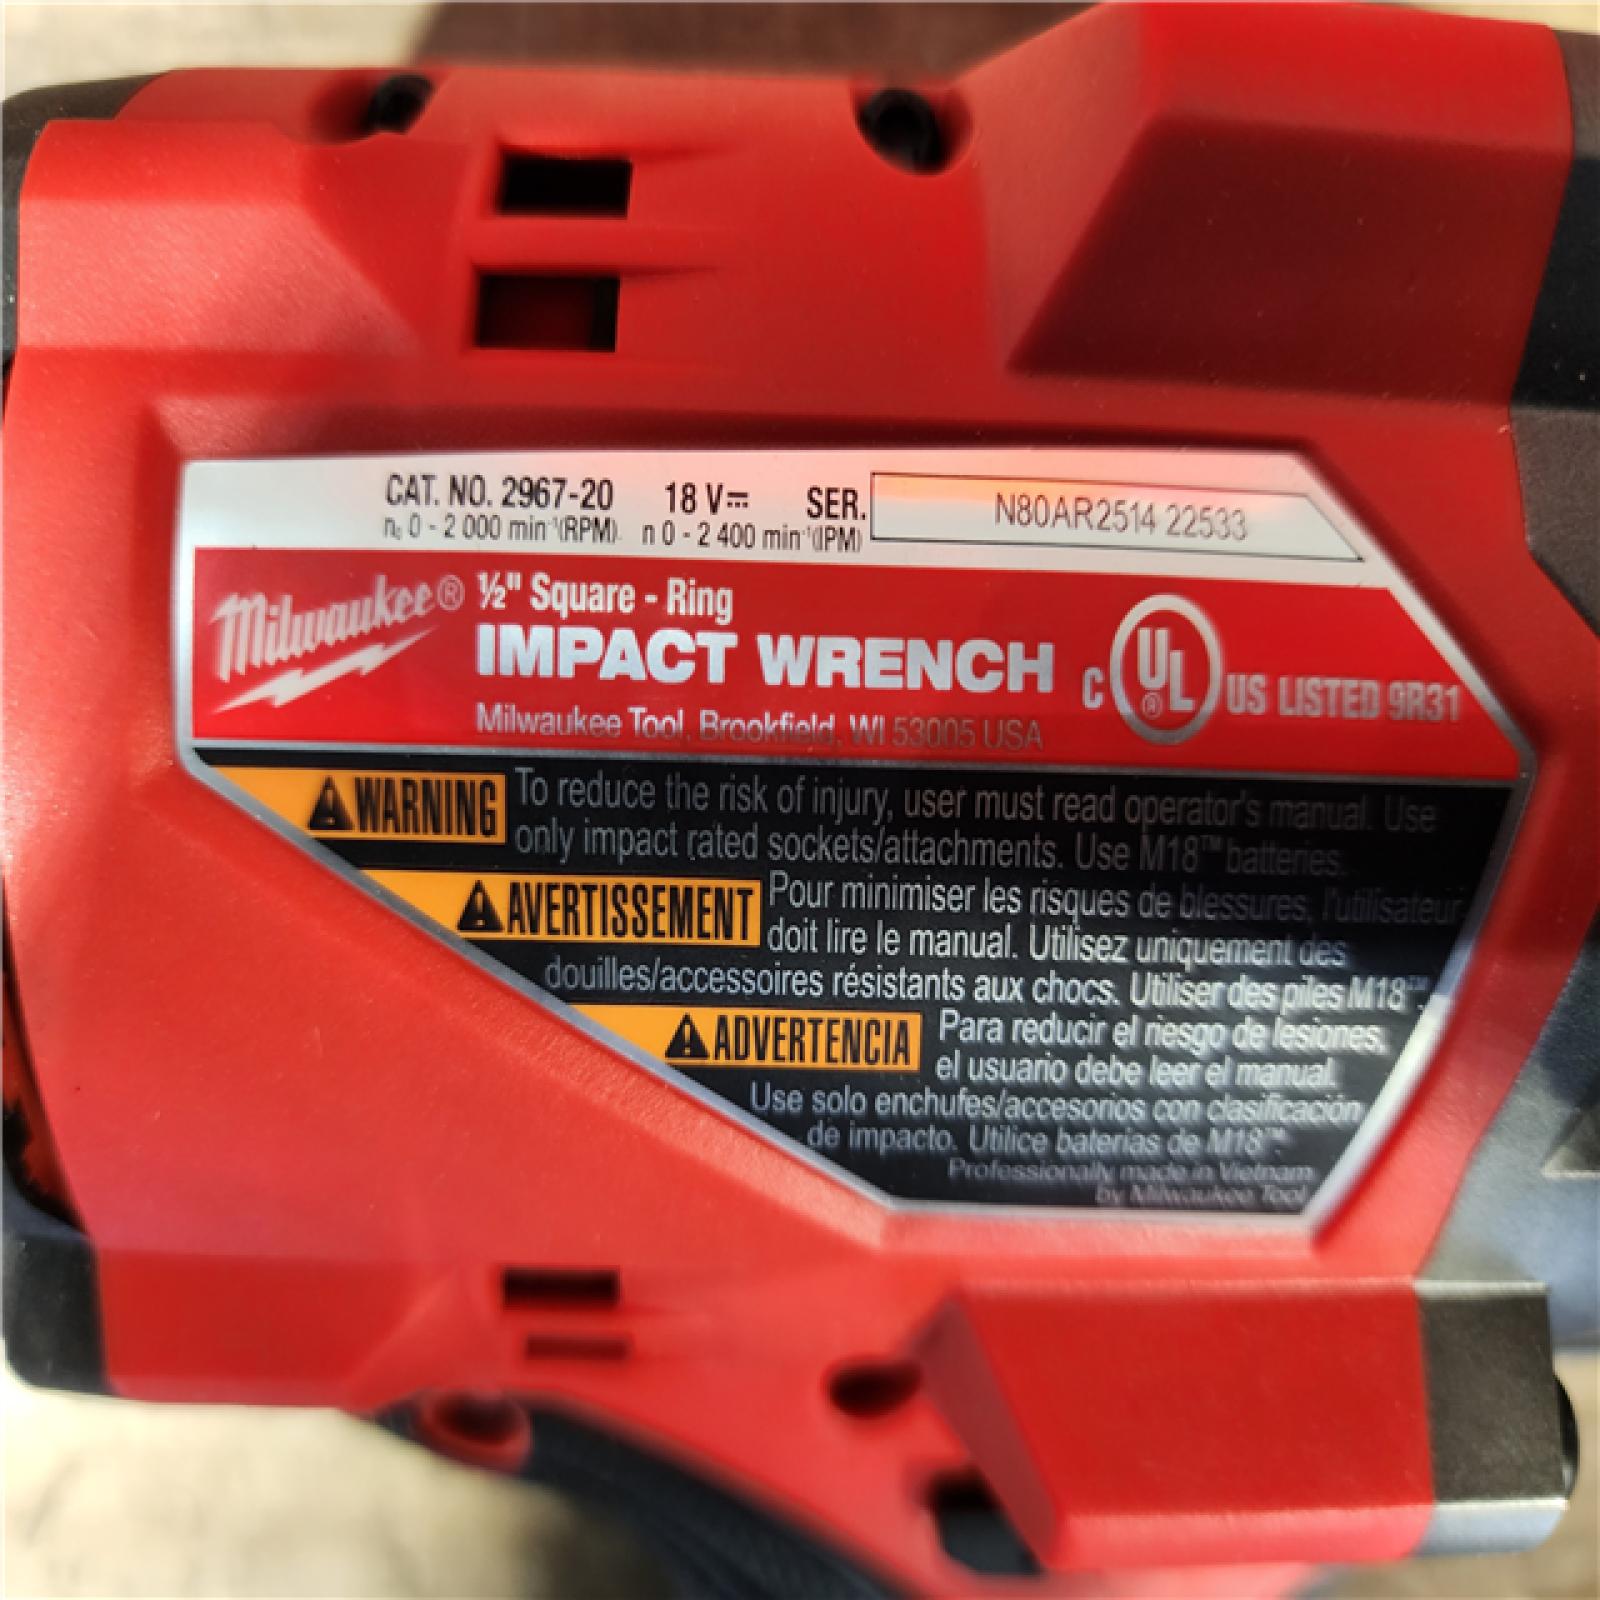 CAT. NO. 2967-20 18 V⎓ SER. N80AR2514 22533
n₀ 0 - 2 000 min⁻¹(RPM) n 0 - 2 400 min⁻¹(IPM)
Milwaukee® ½" Square - Ring
IMPACT WRENCH
C UL® US LISTED 9R31
Milwaukee Tool, Brookfield, WI 53005 USA
WARNING To reduce the risk of injury, user must read operator's manual. Use
only impact rated sockets/attachments. Use M18™ batteries.
AVERTISSEMENT Pour minimiser les risques de blessures, l'utilisateur
doit lire le manual. Utilisez uniquement des
douilles/accessoires résistants aux chocs. Utiliser des piles M18™.
ADVERTENCIA Para reducir el riesgo de lesiones,
el usuario debe leer el manual.
Use solo enchufes/accesorios con clasificación
de impacto. Utilice baterías de M18™.
Professionally made in Vietnam
by Milwaukee Tool